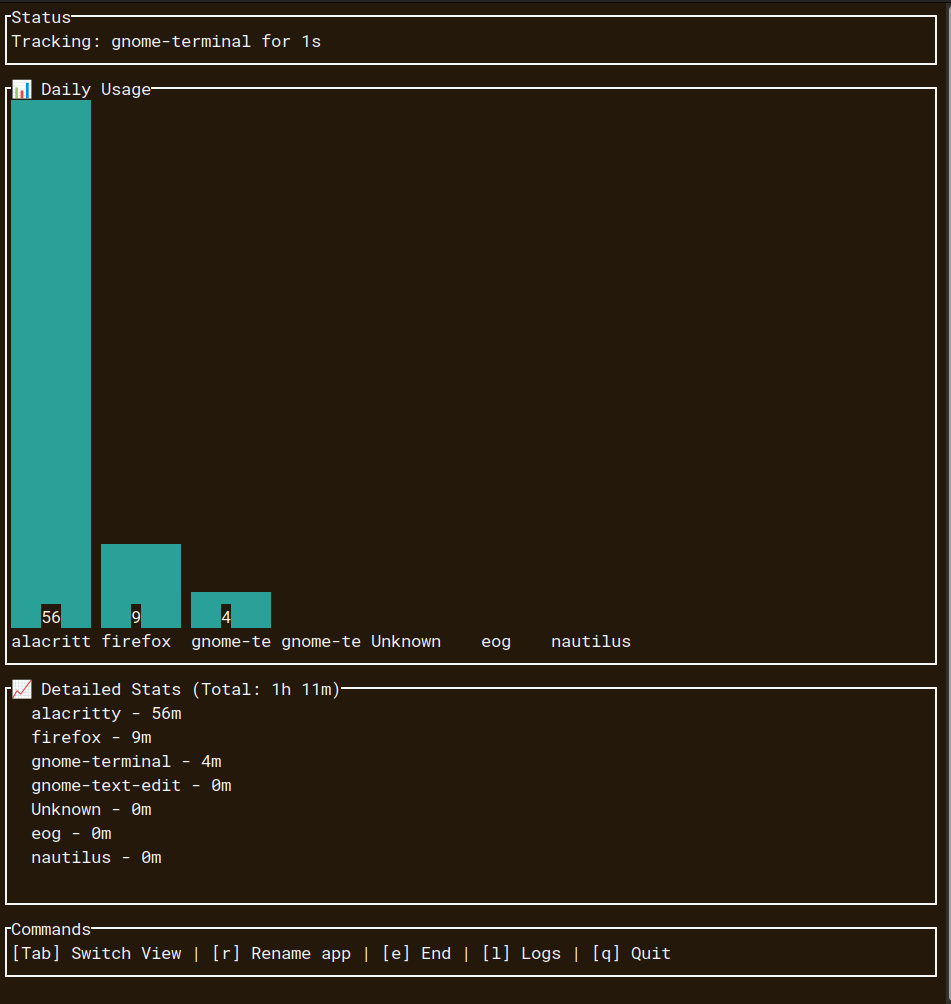 Status
Tracking: gnome-terminal for 1s
📊 Daily Usage
56 9 4
alacritt firefox gnome-te gnome-te Unknown eog nautilus
📈 Detailed Stats (Total: 1h 11m)
alacritty - 56m
firefox - 9m
gnome-terminal - 4m
gnome-text-edit - 0m
Unknown - 0m
eog - 0m
nautilus - 0m
Commands
[Tab] Switch View | [r] Rename app | [e] End | [l] Logs | [q] Quit